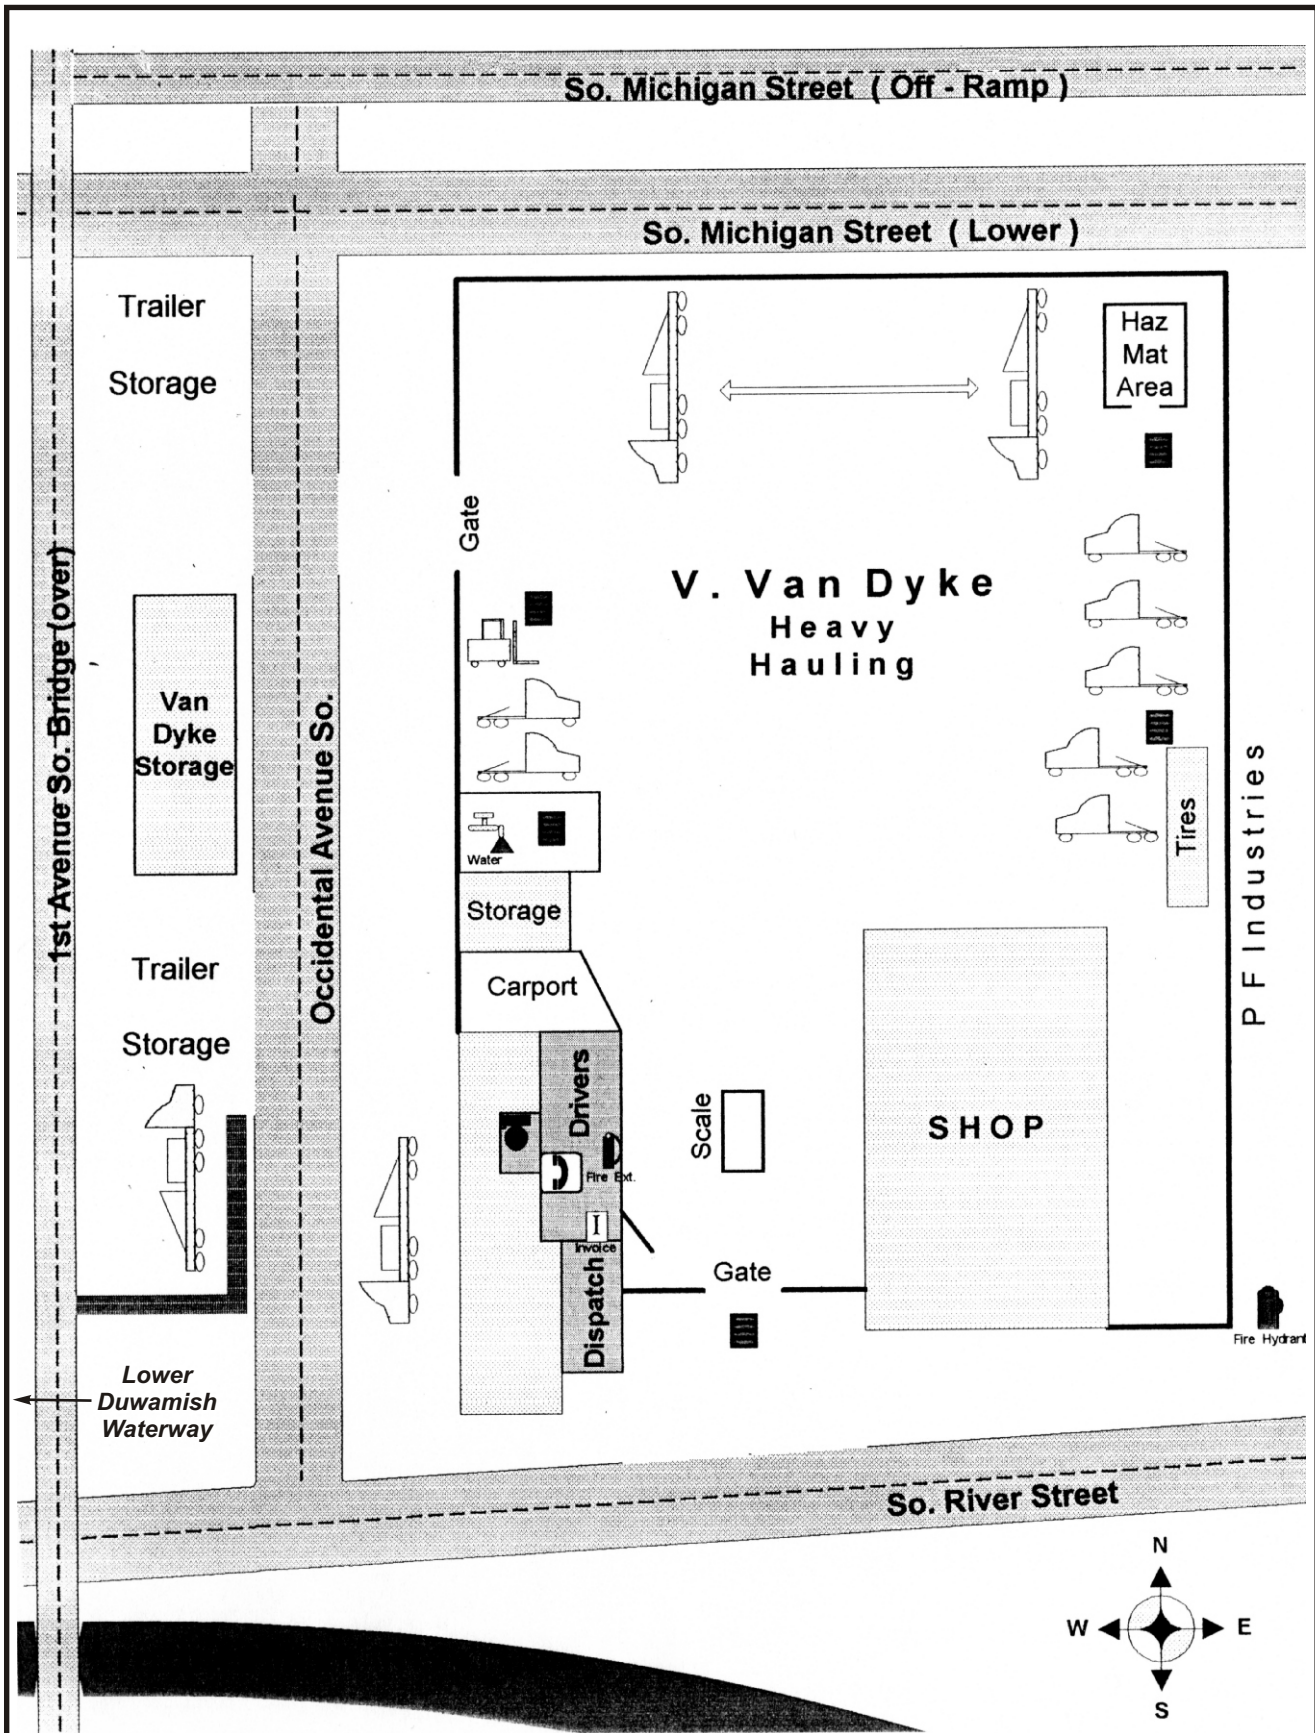 So. Michigan Street ( Off - Ramp )
So. Michigan Street ( Lower )
Trailer
Storage
Haz
Mat
Area
Gate
V. Van Dyke
Heavy
Hauling
1st Avenue So. Bridge (over)
Van
Dyke
Storage
Occidental Avenue So.
Water
Tires
P F Industries
Storage
Carport
Trailer
Storage
Drivers
Fire Ext.
Scale
SHOP
I
Invoice
Dispatch
Gate
Fire Hydrant
Lower
Duwamish
Waterway
So. River Street
N
W
E
S